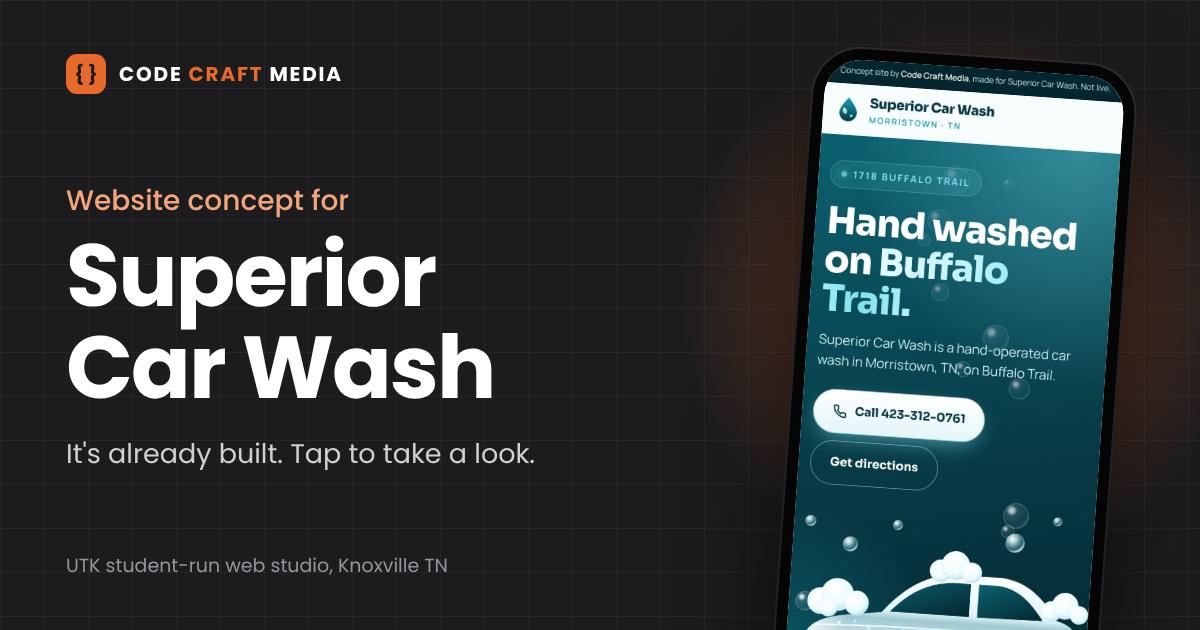 { } CODE CRAFT MEDIA
Website concept for
Superior
Car Wash
It's already built. Tap to take a look.
UTK student-run web studio, Knoxville TN
Concept site by Code Craft Media, made for Superior Car Wash. Not live.
Superior Car Wash
MORRISTOWN · TN
1718 BUFFALO TRAIL
Hand washed
on Buffalo
Trail.
Superior Car Wash is a hand-operated car
wash in Morristown, TN, on Buffalo Trail.
Call 423-312-0761
Get directions